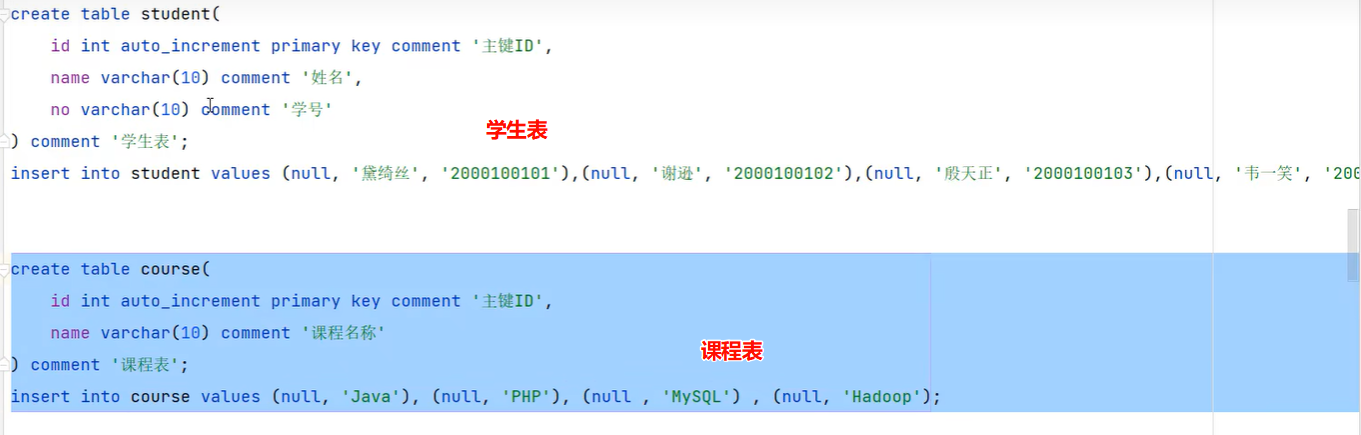 create table student(
id int auto_increment primary key comment '主键ID',
name varchar(10) comment '姓名',
no varchar(10) comment '学号'
) comment '学生表';
学生表
insert into student values (null, '黛绮丝', '2000100101'),(null, '谢逊', '2000100102'),(null, '殷天正', '2000100103'),(null, '韦一笑', '200
create table course(
id int auto_increment primary key comment '主键ID',
name varchar(10) comment '课程名称'
课程表
) comment '课程表';
insert into course values (null, 'Java'), (null, 'PHP'), (null , 'MySQL') , (null, 'Hadoop');